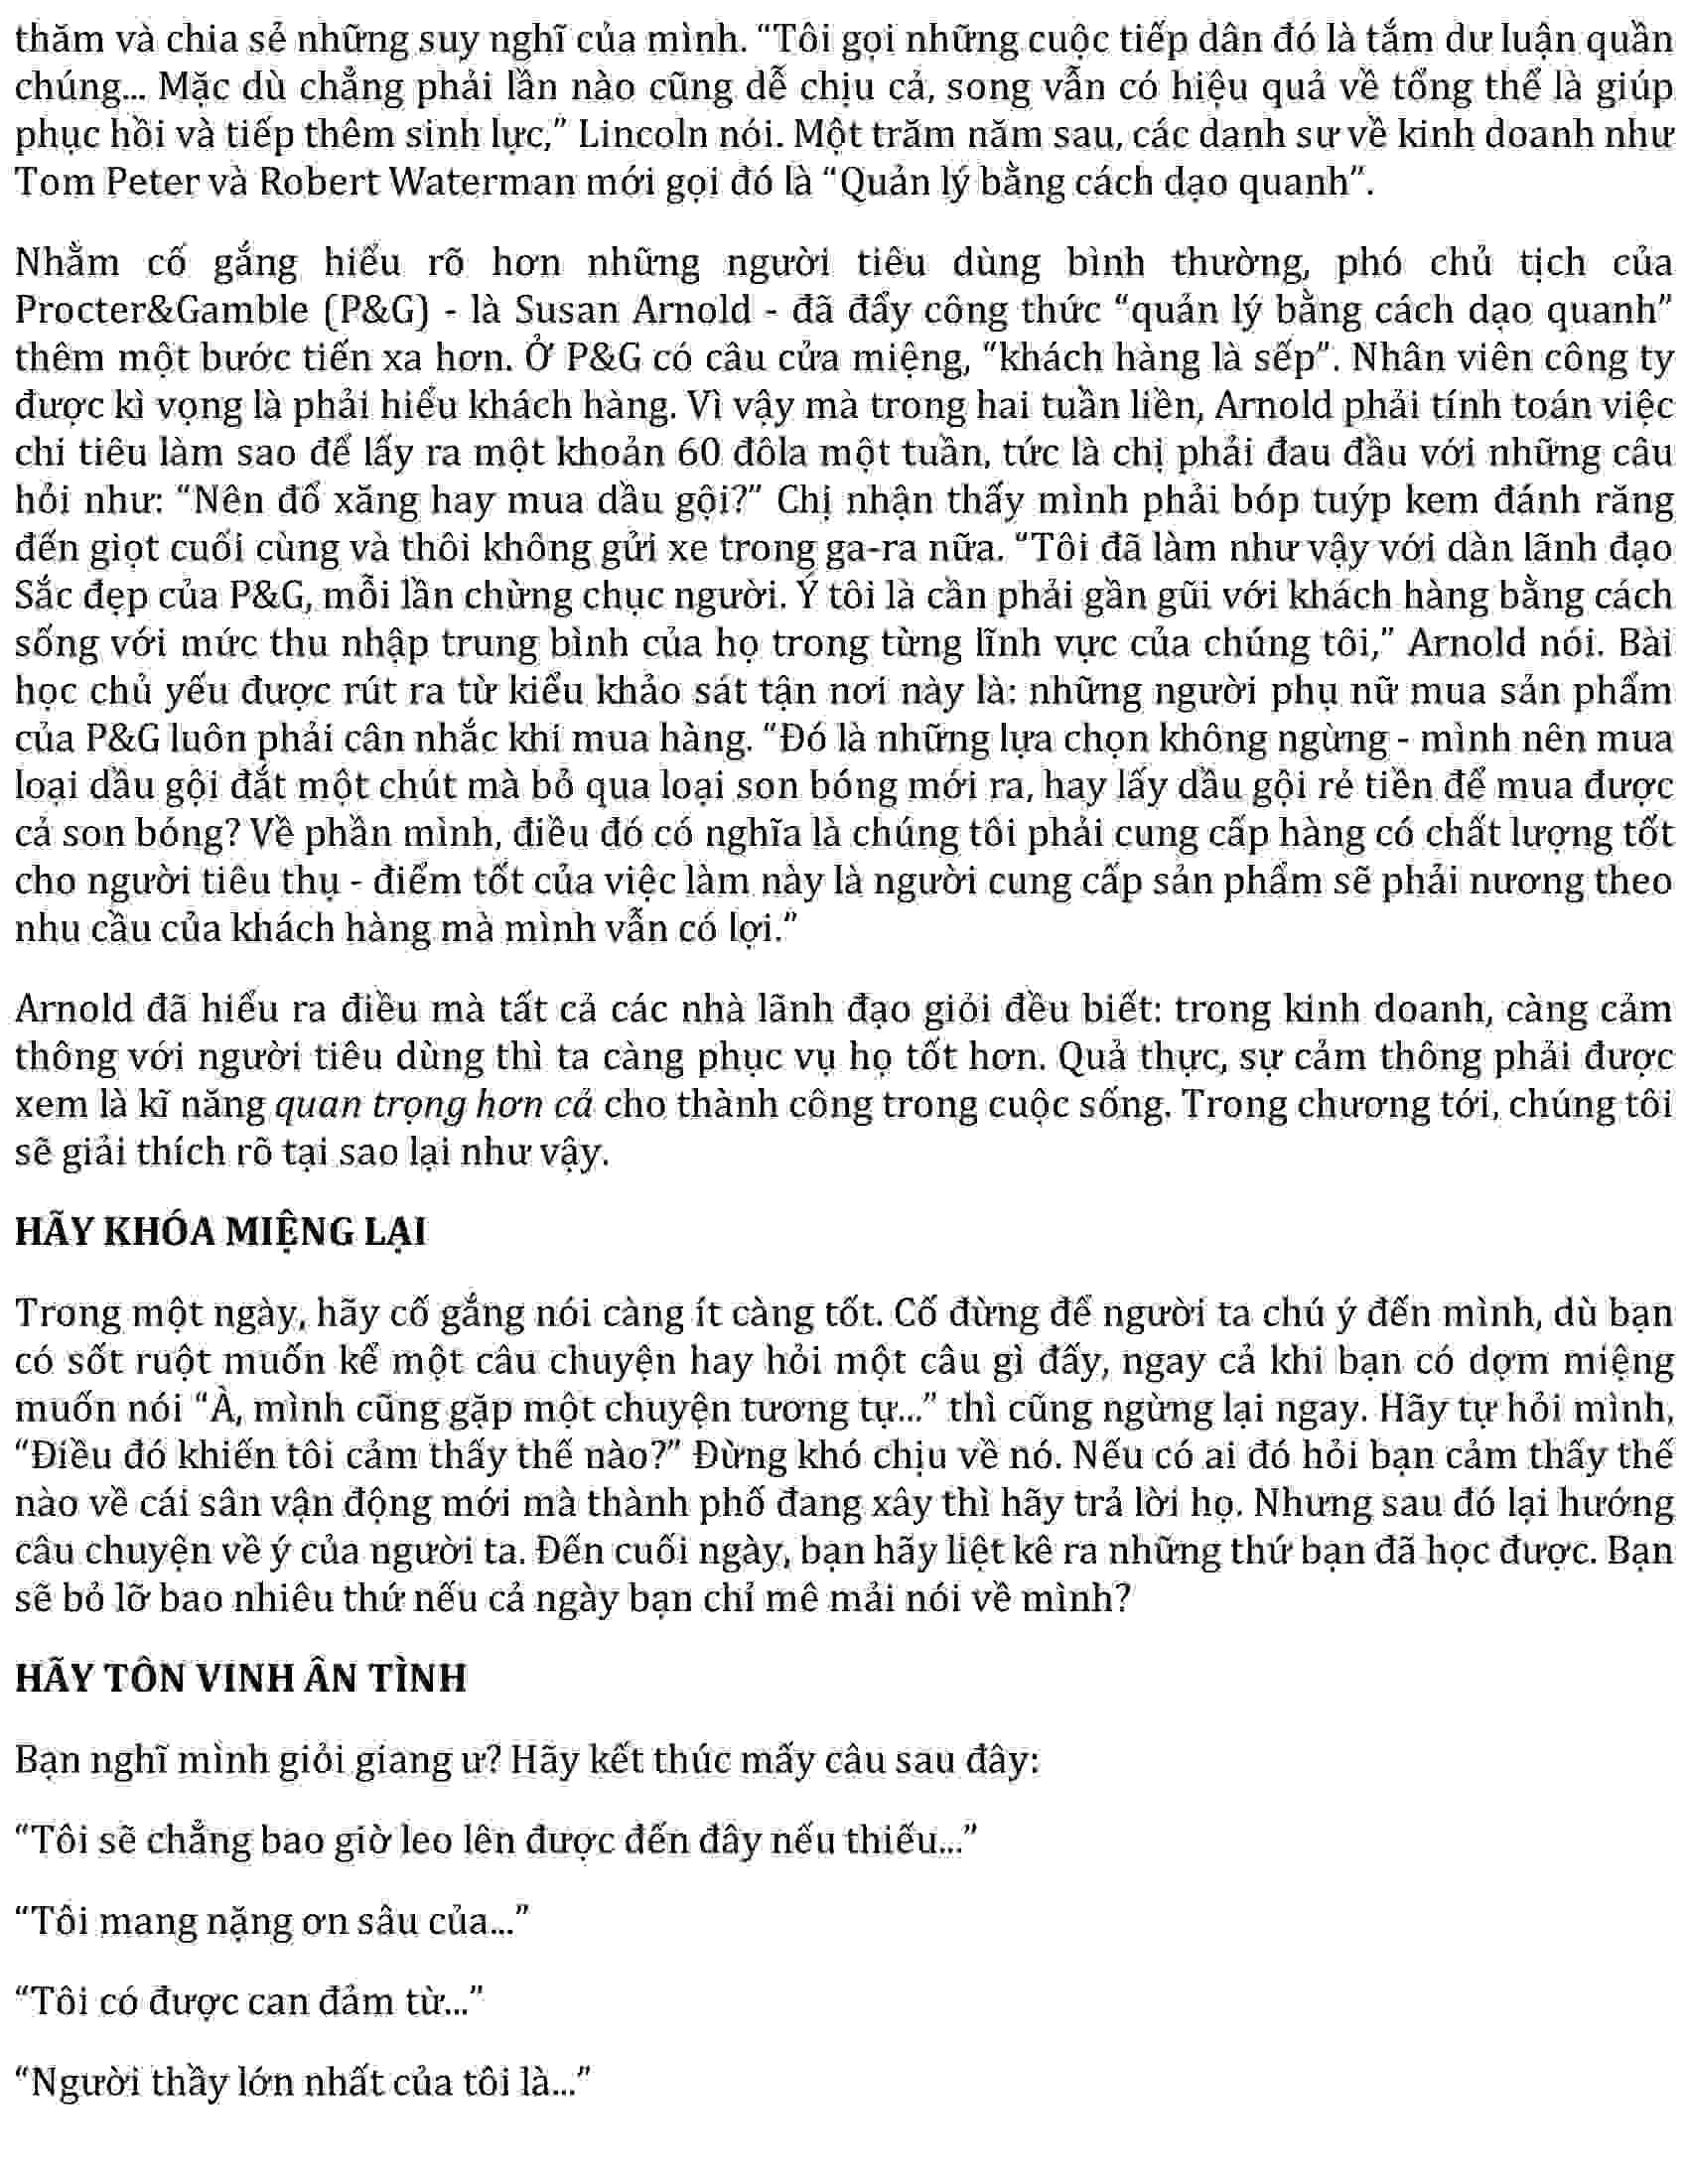 thăm và chia sẻ những suy nghĩ của mình. “Tôi gọi những cuộc tiếp dân đó là tắm dư luận quần
chúng... Mặc dù chẳng phải lần nào cũng dễ chịu cả, song vẫn có hiệu quả về tổng thể là giúp
phục hồi và tiếp thêm sinh lực,” Lincoln nói. Một trăm năm sau, các danh sư về kinh doanh như
Tom Peter và Robert Waterman mới gọi đó là “Quản lý bằng cách dạo quanh”.
Nhằm cố gắng hiểu rõ hơn những người tiêu dùng bình thường, phó chủ tịch của
Procter&Gamble (P&G) - là Susan Arnold - đã đẩy công thức “quản lý bằng cách dạo quanh”
thêm một bước tiến xa hơn. Ở P&G có câu cửa miệng, “khách hàng là sếp”. Nhân viên công ty
được kì vọng là phải hiểu khách hàng. Vì vậy mà trong hai tuần liền, Arnold phải tính toán việc
chi tiêu làm sao để lấy ra một khoản 60 đôla một tuần, tức là chị phải đau đầu với những câu
hỏi như: “Nên đổ xăng hay mua dầu gội?” Chị nhận thấy mình phải bóp tuýp kem đánh răng
đến giọt cuối cùng và thôi không gửi xe trong ga-ra nữa. “Tôi đã làm như vậy với dàn lãnh đạo
Sắc đẹp của P&G, mỗi lần chừng chục người. Ý tôi là cần phải gần gũi với khách hàng bằng cách
sống với mức thu nhập trung bình của họ trong từng lĩnh vực của chúng tôi,” Arnold nói. Bài
học chủ yếu được rút ra từ kiểu khảo sát tận nơi này là: những người phụ nữ mua sản phẩm
của P&G luôn phải cân nhắc khi mua hàng. “Đó là những lựa chọn không ngừng - mình nên mua
loại dầu gội đắt một chút mà bỏ qua loại son bóng mới ra, hay lấy dầu gội rẻ tiền để mua được
cả son bóng? Về phần mình, điều đó có nghĩa là chúng tôi phải cung cấp hàng có chất lượng tốt
cho người tiêu thụ - điểm tốt của việc làm này là người cung cấp sản phẩm sẽ phải nương theo
nhu cầu của khách hàng mà mình vẫn có lợi.”
Arnold đã hiểu ra điều mà tất cả các nhà lãnh đạo giỏi đều biết: trong kinh doanh, càng cảm
thông với người tiêu dùng thì ta càng phục vụ họ tốt hơn. Quả thực, sự cảm thông phải được
xem là kĩ năng quan trọng hơn cả cho thành công trong cuộc sống. Trong chương tới, chúng tôi
sẽ giải thích rõ tại sao lại như vậy.
HÃY KHÓA MIỆNG LẠI
Trong một ngày, hãy cố gắng nói càng ít càng tốt. Cố đừng để người ta chú ý đến mình, dù bạn
có sốt ruột muốn kể một câu chuyện hay hỏi một câu gì đấy, ngay cả khi bạn có dợm miệng
muốn nói “À, mình cũng gặp một chuyện tương tự...” thì cũng ngừng lại ngay. Hãy tự hỏi mình,
“Điều đó khiến tôi cảm thấy thế nào?” Đừng khó chịu về nó. Nếu có ai đó hỏi bạn cảm thấy thế
nào về cái sân vận động mới mà thành phố đang xây thì hãy trả lời họ. Nhưng sau đó lại hướng
câu chuyện về ý của người ta. Đến cuối ngày, bạn hãy liệt kê ra những thứ bạn đã học được. Bạn
sẽ bỏ lỡ bao nhiêu thứ nếu cả ngày bạn chỉ mê mải nói về mình?
HÃY TÔN VINH ÂN TÌNH
Bạn nghĩ mình giỏi giang ư? Hãy kết thúc mấy câu sau đây:
“Tôi sẽ chẳng bao giờ leo lên được đến đây nếu thiếu...”
“Tôi mang nặng ơn sâu của...”
“Tôi có được can đảm từ...”
“Người thầy lớn nhất của tôi là...”